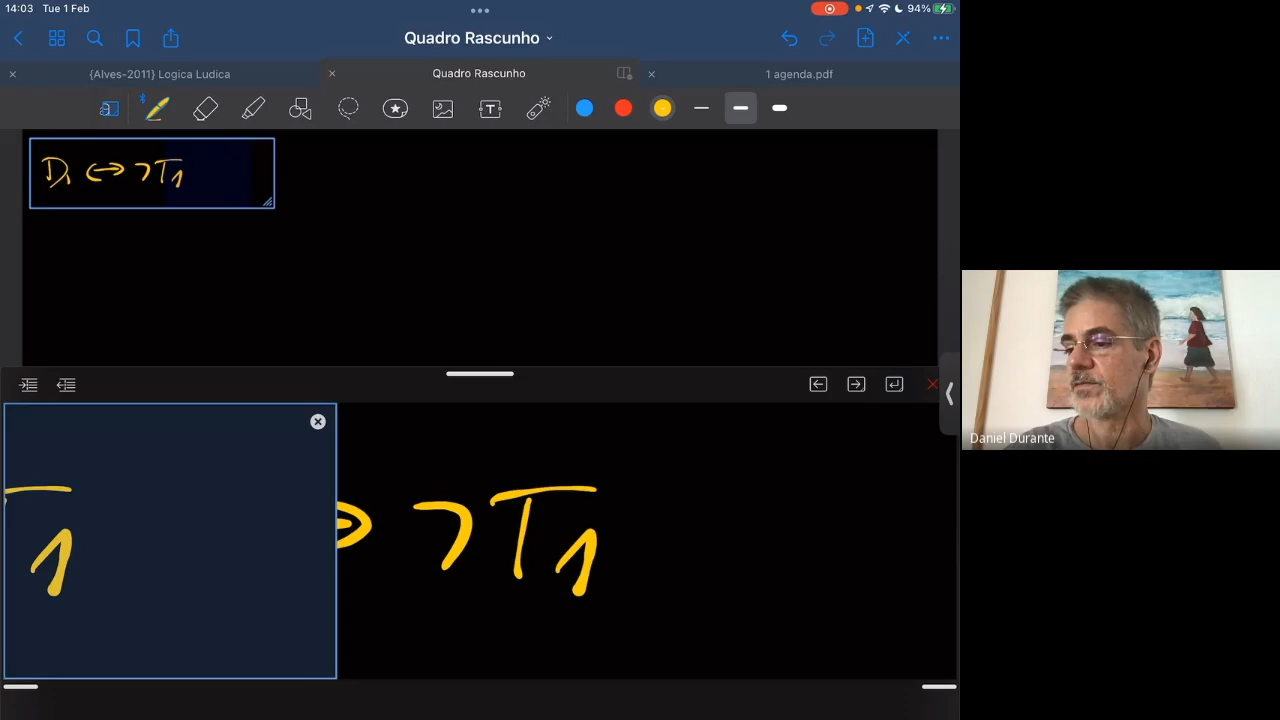 14:03 Tue 1 Feb
94%
Quadro Rascunho
{Alves-2011} Logica Ludica
Quadro Rascunho
1 agenda.pdf
D₁ ↔ ¬T₁
T₁
¬T₁
Daniel Durante